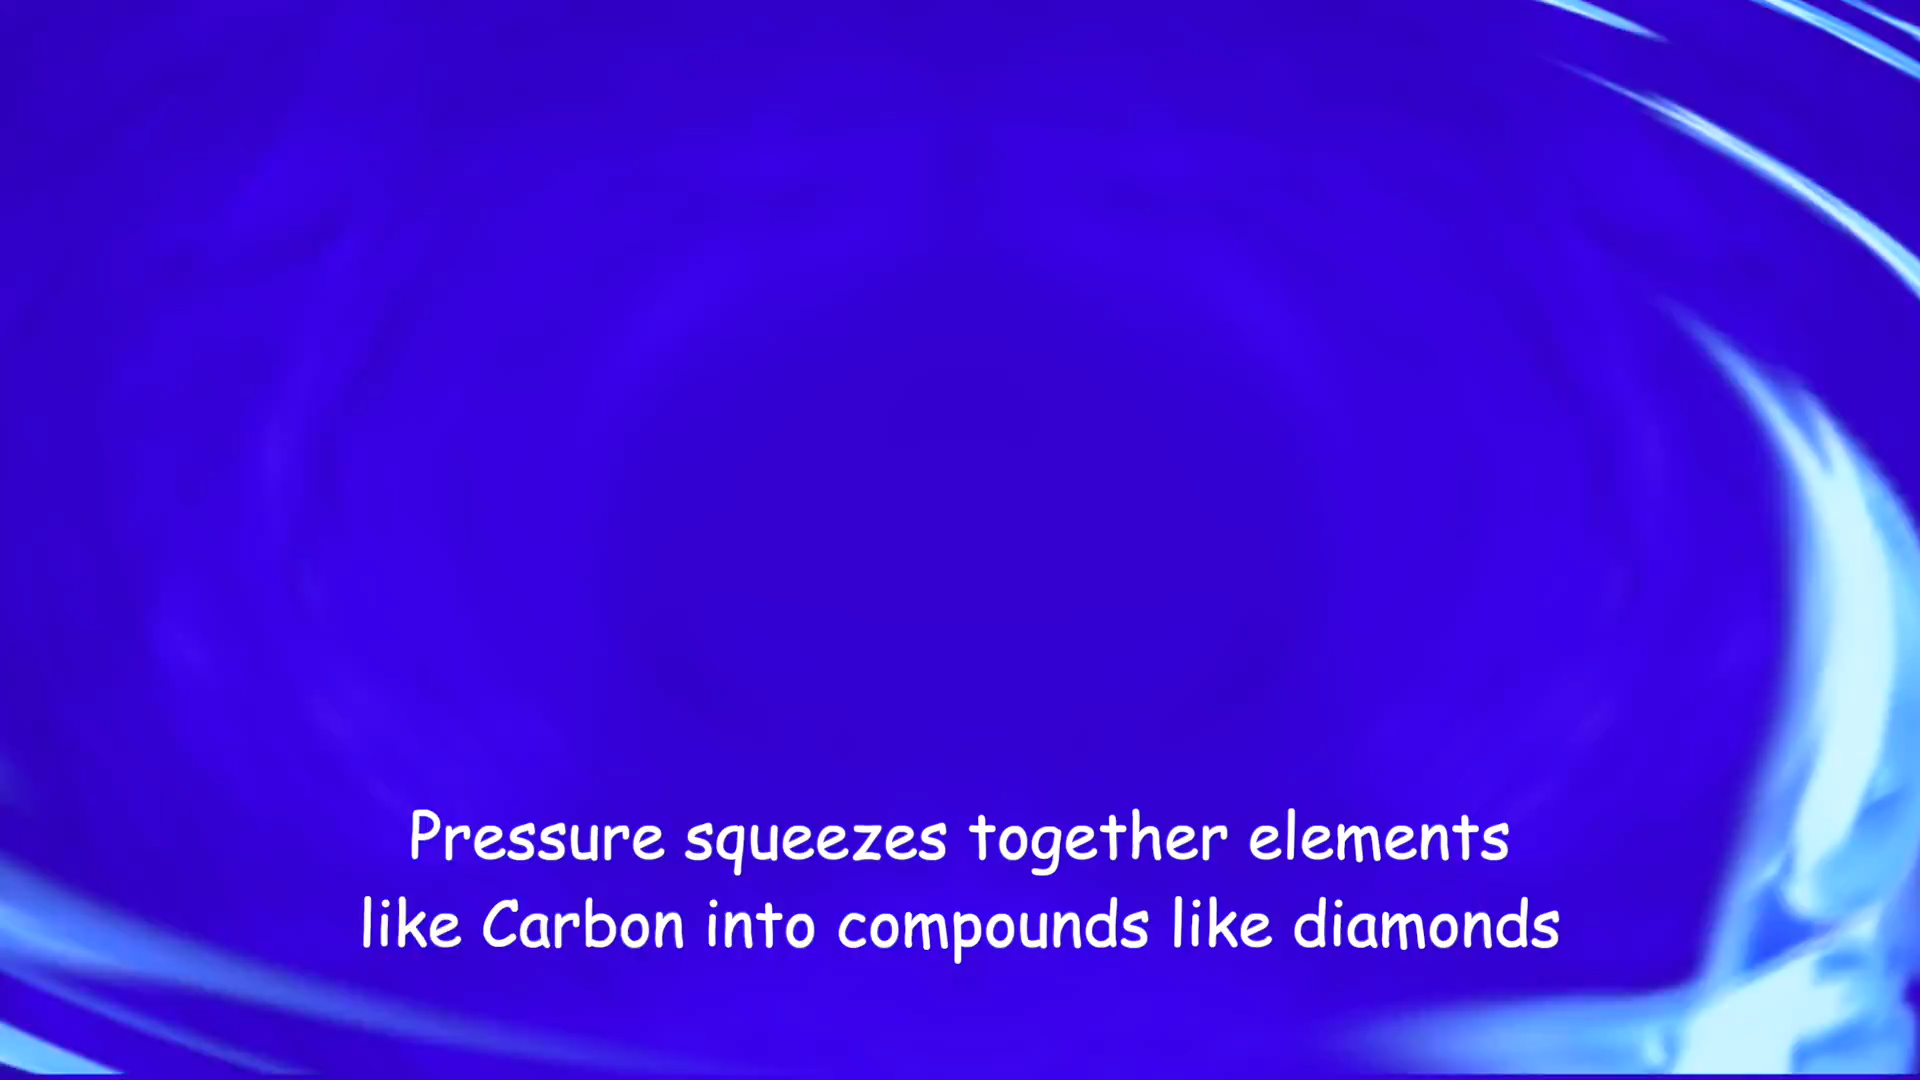 Pressure squeezes together elements
like Carbon into compounds like diamonds